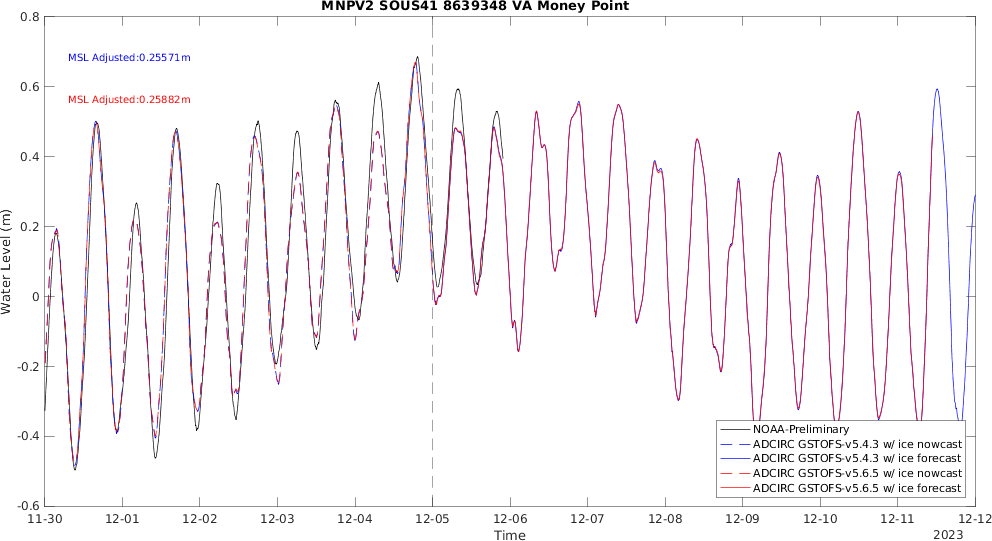 MNPV2 SOUS41 8639348 VA Money Point
MSL Adjusted:0.25571m
MSL Adjusted:0.25882m
Water Level (m)
0.8
0.6
0.4
0.2
0
-0.2
-0.4
-0.6
NOAA-Preliminary
ADCIRC GSTOFS-v5.4.3 w/ ice nowcast
ADCIRC GSTOFS-v5.4.3 w/ ice forecast
ADCIRC GSTOFS-v5.6.5 w/ ice nowcast
ADCIRC GSTOFS-v5.6.5 w/ ice forecast
11-30 12-01 12-02 12-03 12-04 12-05 12-06 12-07 12-08 12-09 12-10 12-11 12-12
Time
2023